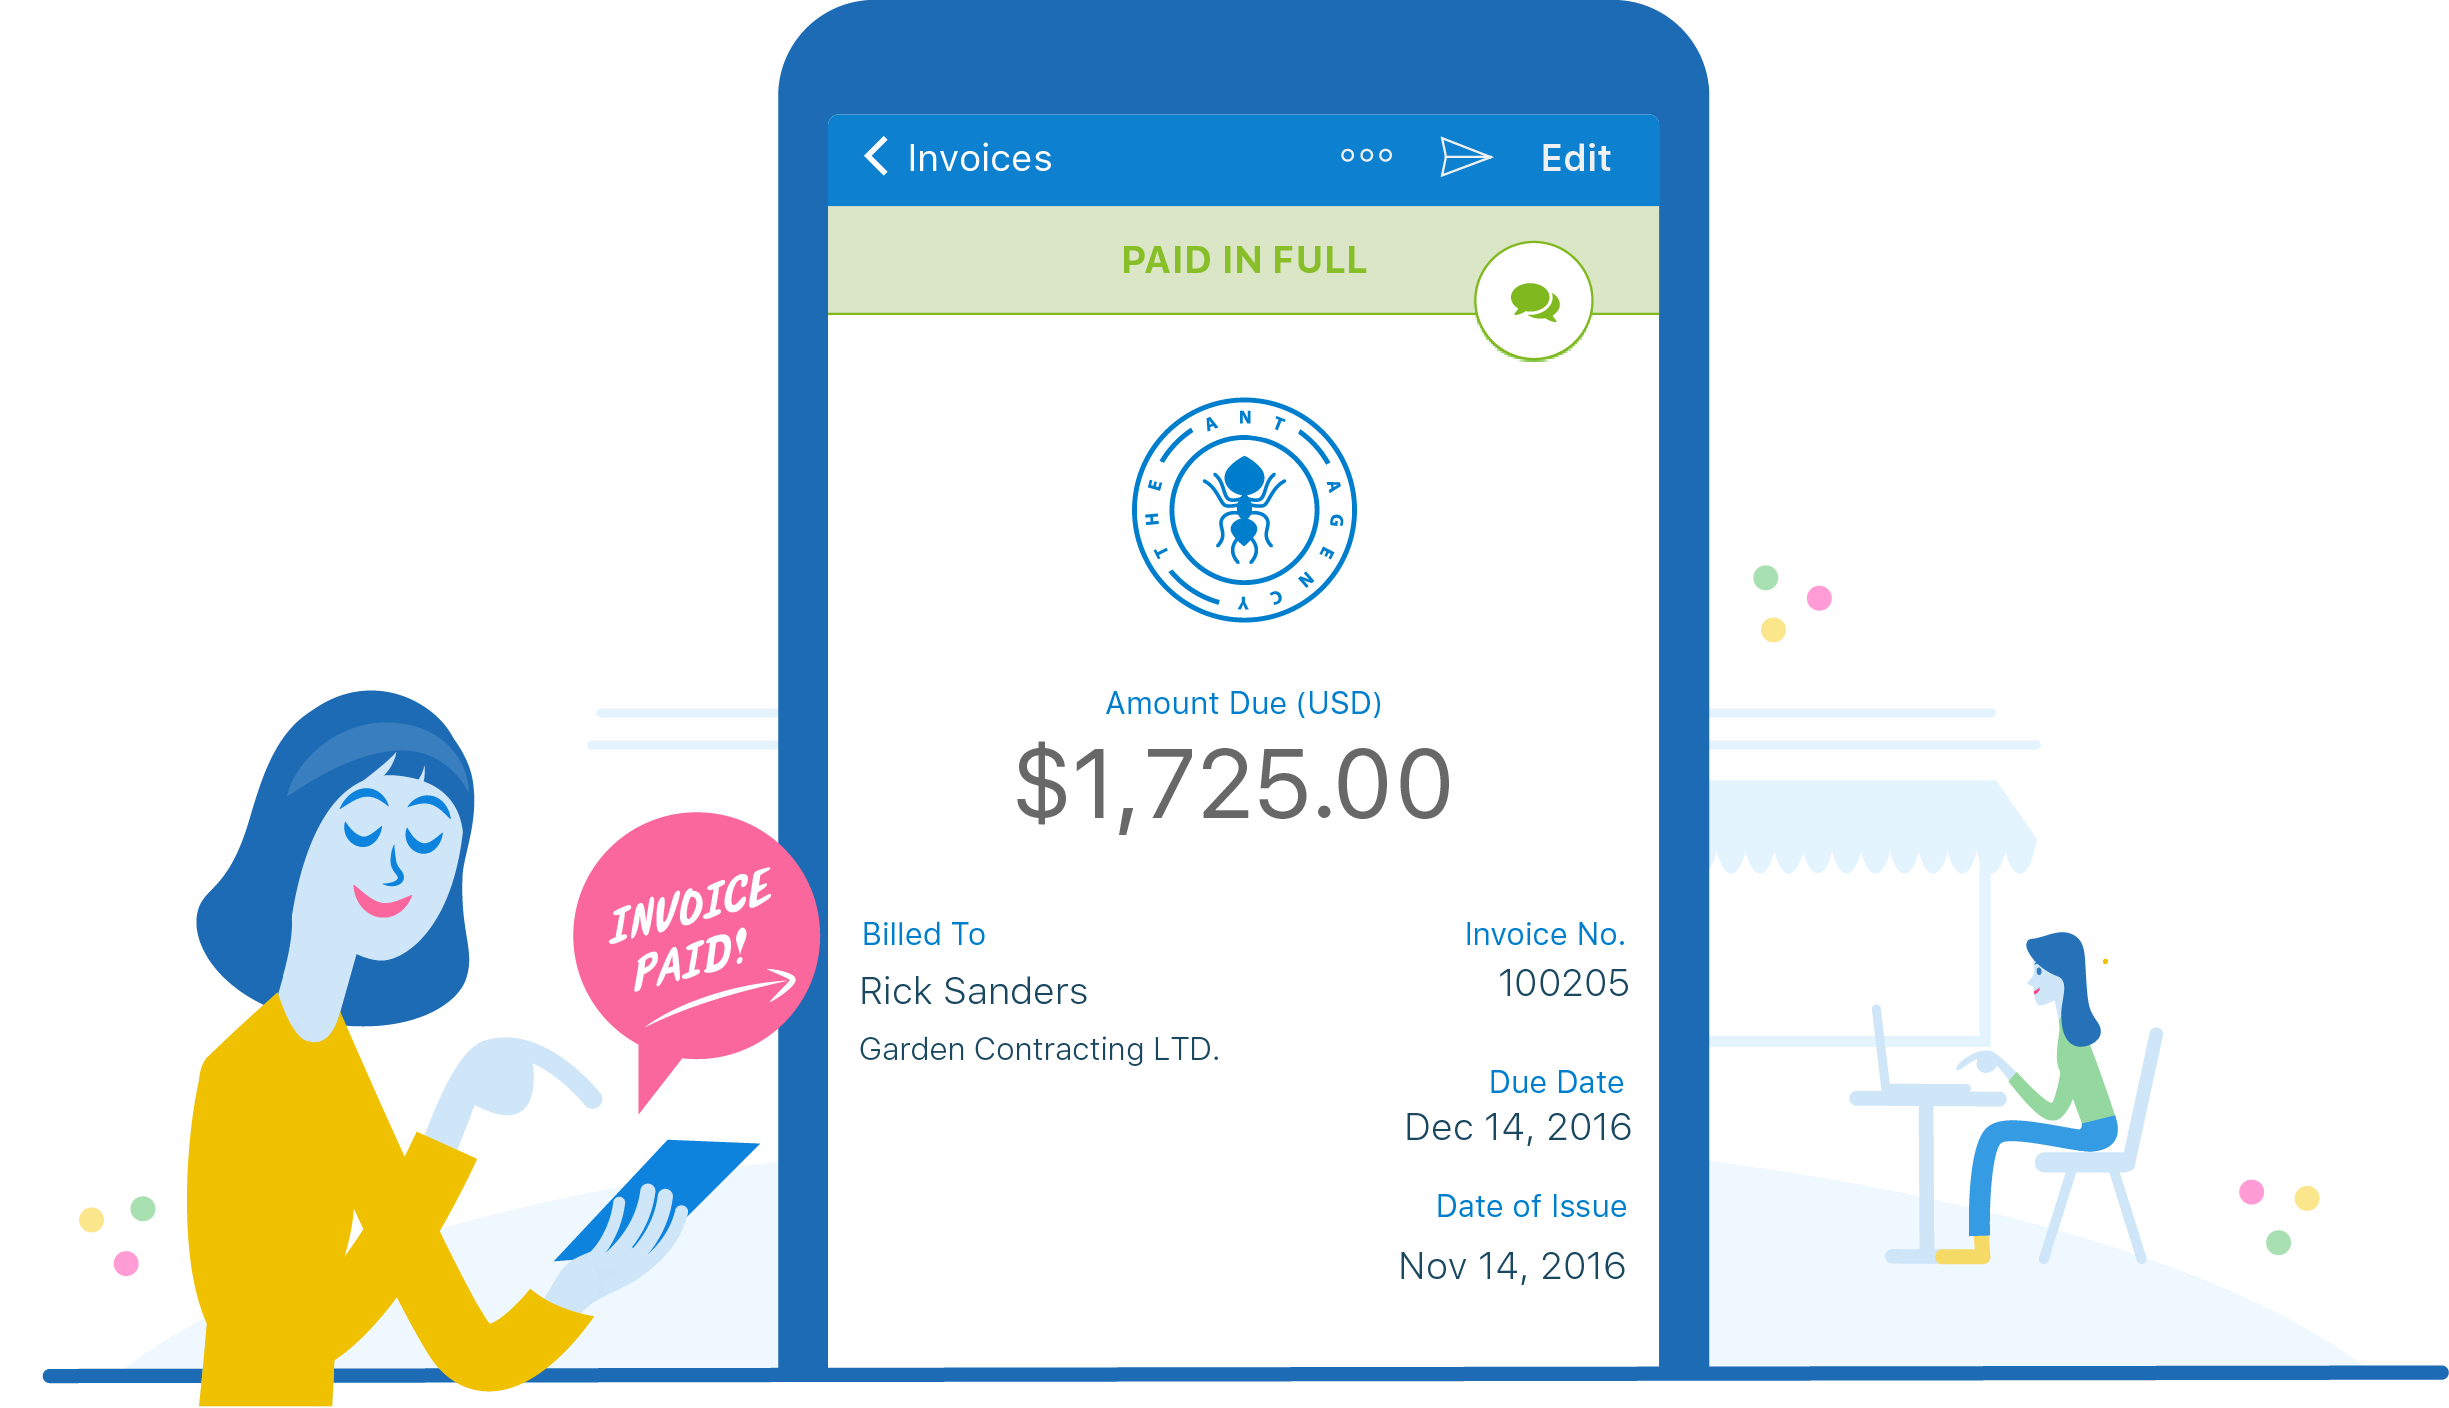 Invoices
Edit
PAID IN FULL
THE ANT AGENCY
Amount Due (USD)
$1,725.00
INVOICE
PAID!
Billed To
Rick Sanders
Garden Contracting LTD.
Invoice No.
100205
Due Date
Dec 14, 2016
Date of Issue
Nov 14, 2016